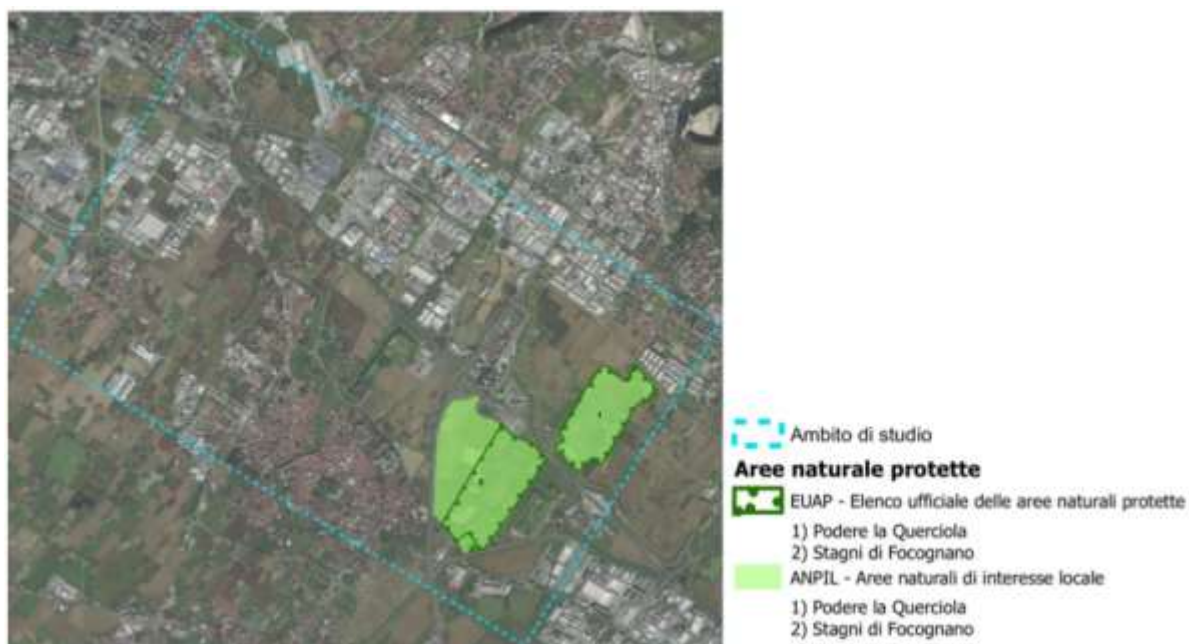 Ambito di studio
Aree naturale protette
EUAP - Elenco ufficiale delle aree naturali protette
1) Podere la Querciola
2) Stagni di Focognano
ANPIL - Aree naturali di interesse locale
1) Podere la Querciola
2) Stagni di Focognano